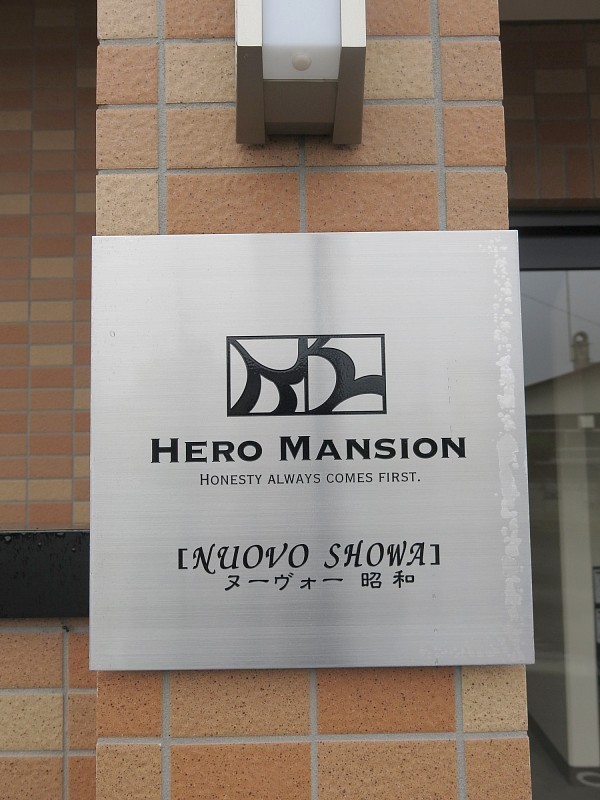 HERO MANSION
HONESTY ALWAYS COMES FIRST.
[NUOVO SHOWA]
ヌーヴォー 昭和